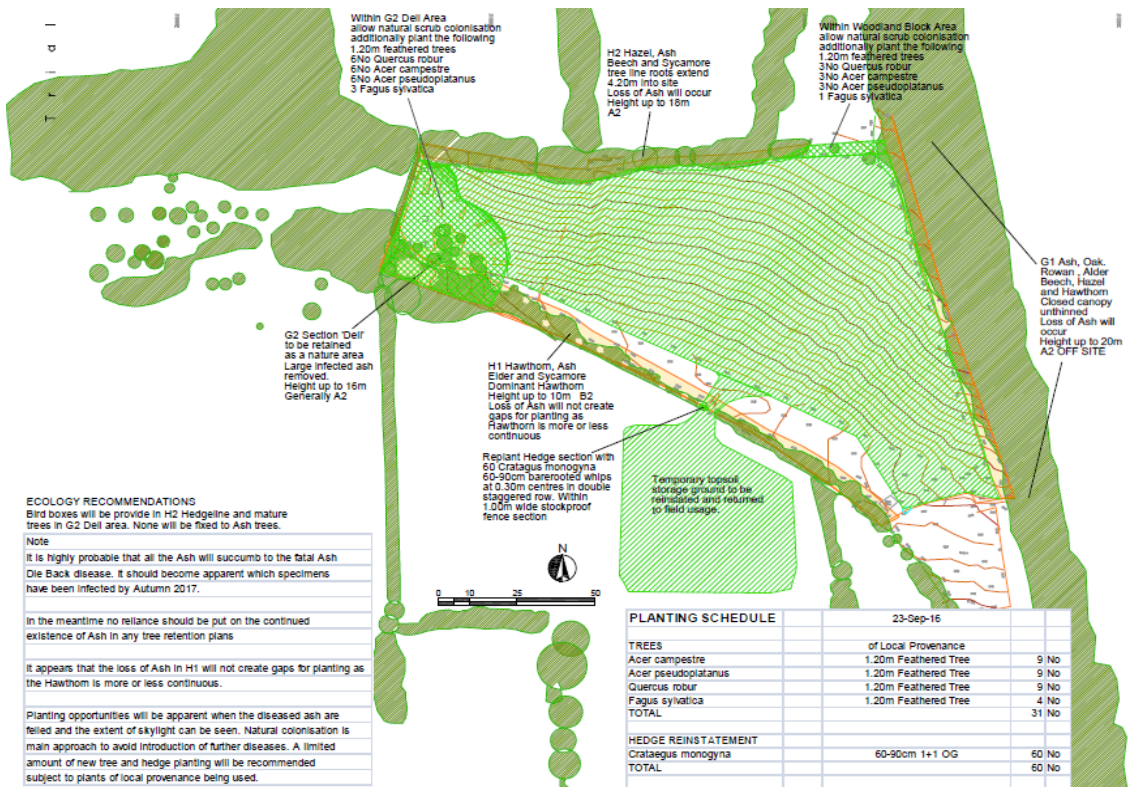 Trial
Within G2 Dell Area
allow natural scrub colonisation
additionally plant the following
1.20m feathered trees
6No Quercus robur
6No Acer campestre
6No Acer pseudoplatanus
3 Fagus sylvatica
H2 Hazel, Ash
Beech and Sycamore
tree line roots extend
4.20m into site
Loss of Ash will occur
Height up to 18m
A2
Within Woodland Block Area
allow natural scrub colonisation
additionally plant the following
1.20m feathered trees
3No Quercus robur
3No Acer campestre
3No Acer pseudoplatanus
1 Fagus sylvatica
G1 Ash, Oak.
Rowan , Alder
Beech, Hazel
and Hawthorn
Closed canopy
unthinned
Loss of Ash will
occur
Height up to 20m
A2 OFF SITE
G2 Section 'Dell'
to be retained
as a nature area
Large infected ash
removed.
Height up to 16m
Generally A2
H1 Hawthorn, Ash
Elder and Sycamore
Dominant Hawthorn
Height up to 10m B2
Loss of Ash will not create
gaps for planting as
Hawthorn is more or less
continuous
Replant Hedge section with
60 Cratagus monogyna
60-90cm barerooted whips
at 0.30m centres in double
staggered row. Within
1.00m wide stockproof
fence section
Temporary topsoil
storage ground to be
reinstated and returned
to field usage.
N
0 10 25 50
ECOLOGY RECOMMENDATIONS
Bird boxes will be provide in H2 Hedgeline and mature
trees in G2 Dell area. None will be fixed to Ash trees.
Note
It is highly probable that all the Ash will succumb to the fatal Ash
Die Back disease. It should become apparent which specimens
have been infected by Autumn 2017.
In the meantime no reliance should be put on the continued
existence of Ash in any tree retention plans
It appears that the loss of Ash in H1 will not create gaps for planting as
the Hawthorn is more or less continuous.
Planting opportunities will be apparent when the diseased ash are
felled and the extent of skylight can be seen. Natural colonisation is
main approach to avoid introduction of further diseases. A limited
amount of new tree and hedge planting will be recommended
subject to plants of local provenance being used.
PLANTING SCHEDULE 23-Sep-16
TREES of Local Provenance
Acer campestre 1.20m Feathered Tree 9 No
Acer pseudoplatanus 1.20m Feathered Tree 9 No
Quercus robur 1.20m Feathered Tree 9 No
Fagus sylvatica 1.20m Feathered Tree 4 No
TOTAL 31 No
HEDGE REINSTATEMENT
Crataegus monogyna 60-90cm 1+1 OG 60 No
TOTAL 60 No